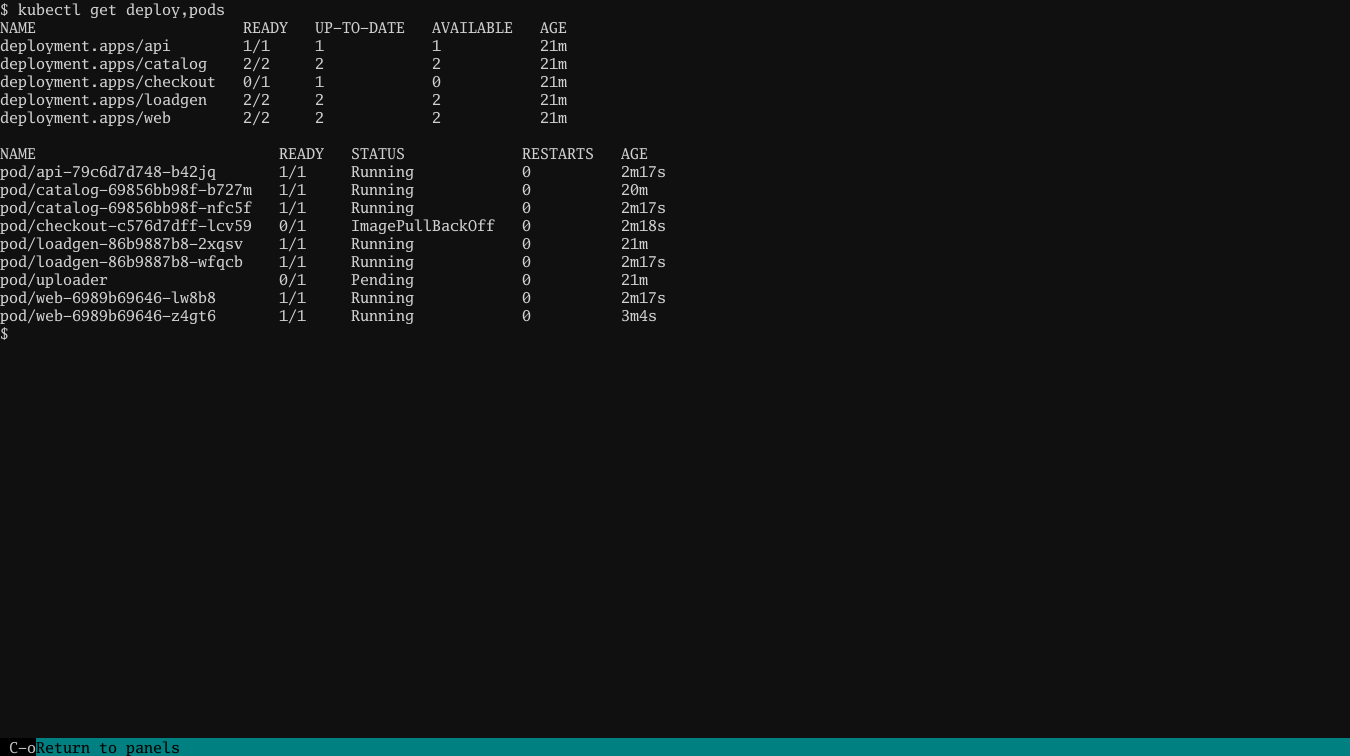 $ kubectl get deploy,pods
NAME                       READY   UP-TO-DATE   AVAILABLE   AGE
deployment.apps/api        1/1     1            1           21m
deployment.apps/catalog    2/2     2            2           21m
deployment.apps/checkout   0/1     1            0           21m
deployment.apps/loadgen    2/2     2            2           21m
deployment.apps/web        2/2     2            2           21m

NAME                           READY   STATUS             RESTARTS   AGE
pod/api-79c6d7d748-b42jq       1/1     Running            0          2m17s
pod/catalog-69856bb98f-b727m   1/1     Running            0          20m
pod/catalog-69856bb98f-nfc5f   1/1     Running            0          2m17s
pod/checkout-c576d7dff-lcv59   0/1     ImagePullBackOff   0          2m18s
pod/loadgen-86b9887b8-2xqsv    1/1     Running            0          21m
pod/loadgen-86b9887b8-wfqcb    1/1     Running            0          2m17s
pod/uploader                   0/1     Pending            0          21m
pod/web-6989b69646-lw8b8       1/1     Running            0          2m17s
pod/web-6989b69646-z4gt6       1/1     Running            0          3m4s
$
C-oReturn to panels